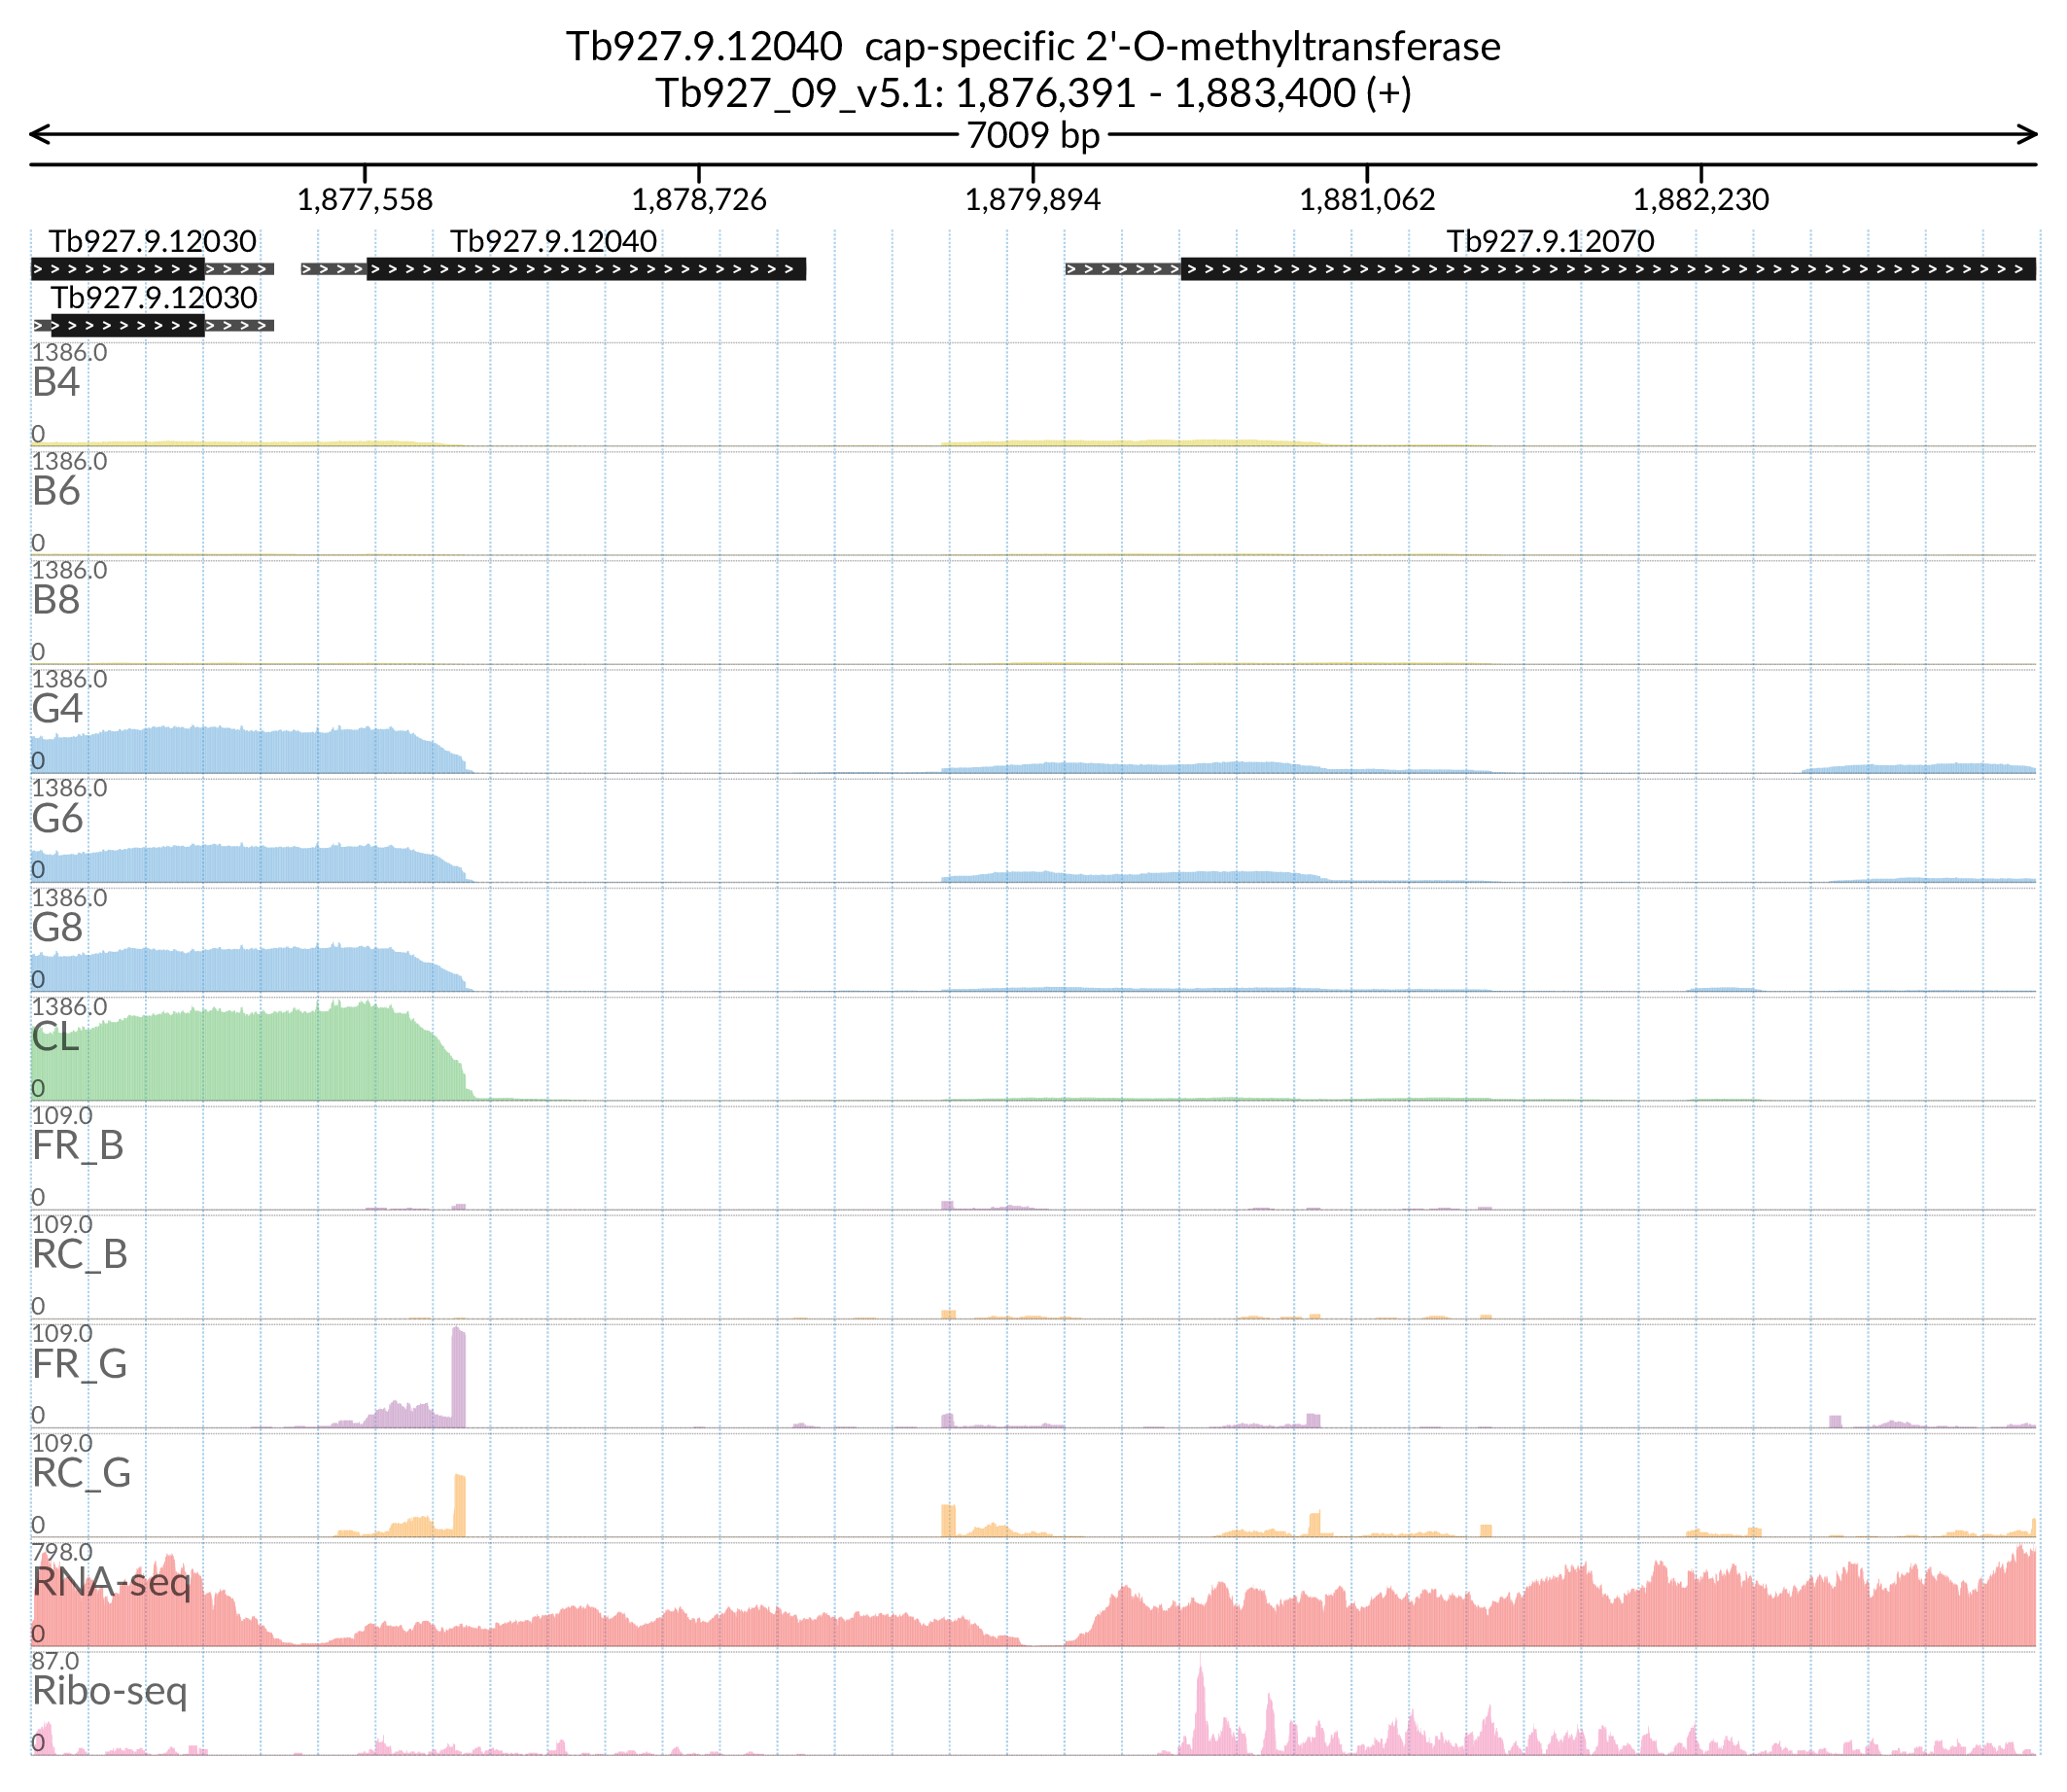 Tb927.9.12040 cap-specific 2'-O-methyltransferase
Tb927_09_v5.1: 1,876,391 - 1,883,400 (+)
7009 bp
1,877,558 1,878,726 1,879,894 1,881,062 1,882,230
Tb927.9.12030 Tb927.9.12040 Tb927.9.12070
Tb927.9.12030
1386.0
B4
0
1386.0
B6
0
1386.0
B8
0
1386.0
G4
0
1386.0
G6
0
1386.0
G8
0
1386.0
CL
0
109.0
FR_B
0
109.0
RC_B
0
109.0
FR_G
0
109.0
RC_G
0
798.0
RNA-seq
0
87.0
Ribo-seq
0